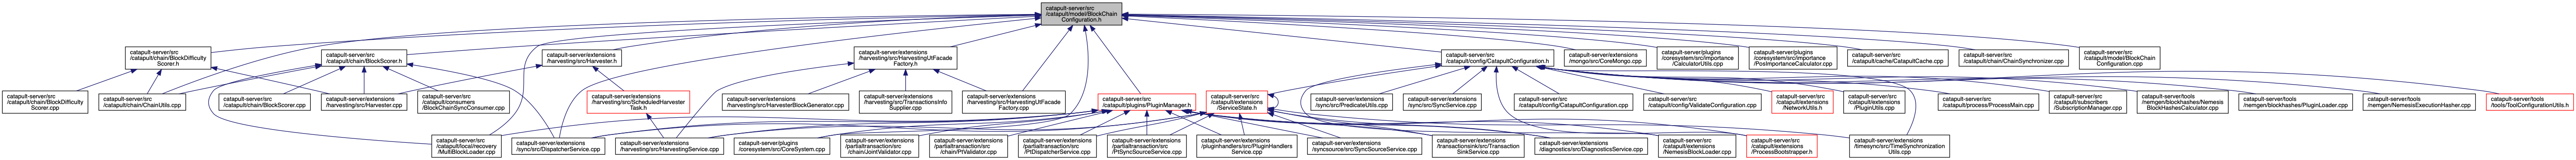 catapult-server/src
/catapult/model/BlockChain
Configuration.h
catapult-server/src
/catapult/chain/BlockDifficulty
Scorer.h
catapult-server/src
/catapult/chain/BlockScorer.h
catapult-server/extensions
/harvesting/src/Harvester.h
catapult-server/extensions
/harvesting/src/HarvestingUtFacade
Factory.h
catapult-server/src
/catapult/config/CatapultConfiguration.h
catapult-server/extensions
/mongo/src/CoreMongo.cpp
catapult-server/plugins
/coresystem/src/importance
/CalculatorUtils.cpp
catapult-server/plugins
/coresystem/src/importance
/PosImportanceCalculator.cpp
catapult-server/src
/catapult/cache/CatapultCache.cpp
catapult-server/src
/catapult/chain/ChainSynchronizer.cpp
catapult-server/src
/catapult/model/BlockChain
Configuration.cpp
catapult-server/src
/catapult/chain/BlockDifficulty
Scorer.cpp
catapult-server/src
/catapult/chain/ChainUtils.cpp
catapult-server/src
/catapult/chain/BlockScorer.cpp
catapult-server/extensions
/harvesting/src/Harvester.cpp
catapult-server/src
/catapult/consumers
/BlockChainSyncConsumer.cpp
catapult-server/extensions
/harvesting/src/ScheduledHarvester
Task.h
catapult-server/extensions
/harvesting/src/HarvesterBlockGenerator.cpp
catapult-server/extensions
/harvesting/src/TransactionsInfo
Supplier.cpp
catapult-server/extensions
/harvesting/src/HarvestingUtFacade
Factory.cpp
catapult-server/src
/catapult/plugins/PluginManager.h
catapult-server/src
/catapult/extensions
/ServiceState.h
catapult-server/extensions
/sync/src/PredicateUtils.cpp
catapult-server/extensions
/sync/src/SyncService.cpp
catapult-server/src
/catapult/config/CatapultConfiguration.cpp
catapult-server/src
/catapult/config/ValidateConfiguration.cpp
catapult-server/src
/catapult/extensions
/NetworkUtils.h
catapult-server/src
/catapult/extensions
/PluginUtils.cpp
catapult-server/src
/catapult/process/ProcessMain.cpp
catapult-server/src
/catapult/subscribers
/SubscriptionManager.cpp
catapult-server/tools
/nemgen/blockhashes/Nemesis
BlockHashesCalculator.cpp
catapult-server/tools
/nemgen/blockhashes/PluginLoader.cpp
catapult-server/tools
/nemgen/NemesisExecutionHasher.cpp
catapult-server/tools
/tools/ToolConfigurationUtils.h
catapult-server/src
/catapult/local/recovery
/MultiBlockLoader.cpp
catapult-server/extensions
/sync/src/DispatcherService.cpp
catapult-server/extensions
/harvesting/src/HarvestingService.cpp
catapult-server/plugins
/coresystem/src/CoreSystem.cpp
catapult-server/extensions
/partialtransaction/src
/chain/JointValidator.cpp
catapult-server/extensions
/partialtransaction/src
/chain/PtValidator.cpp
catapult-server/extensions
/partialtransaction/src
/PtDispatcherService.cpp
catapult-server/extensions
/partialtransaction/src
/PtSyncSourceService.cpp
catapult-server/extensions
/pluginhandlers/src/PluginHandlers
Service.cpp
catapult-server/extensions
/syncsource/src/SyncSourceService.cpp
catapult-server/extensions
/transactionsink/src/Transaction
SinkService.cpp
catapult-server/extensions
/diagnostics/src/DiagnosticsService.cpp
catapult-server/src
/catapult/extensions
/NemesisBlockLoader.cpp
catapult-server/src
/catapult/extensions
/ProcessBootstrapper.h
catapult-server/extensions
/timesync/src/TimeSynchronization
Utils.cpp